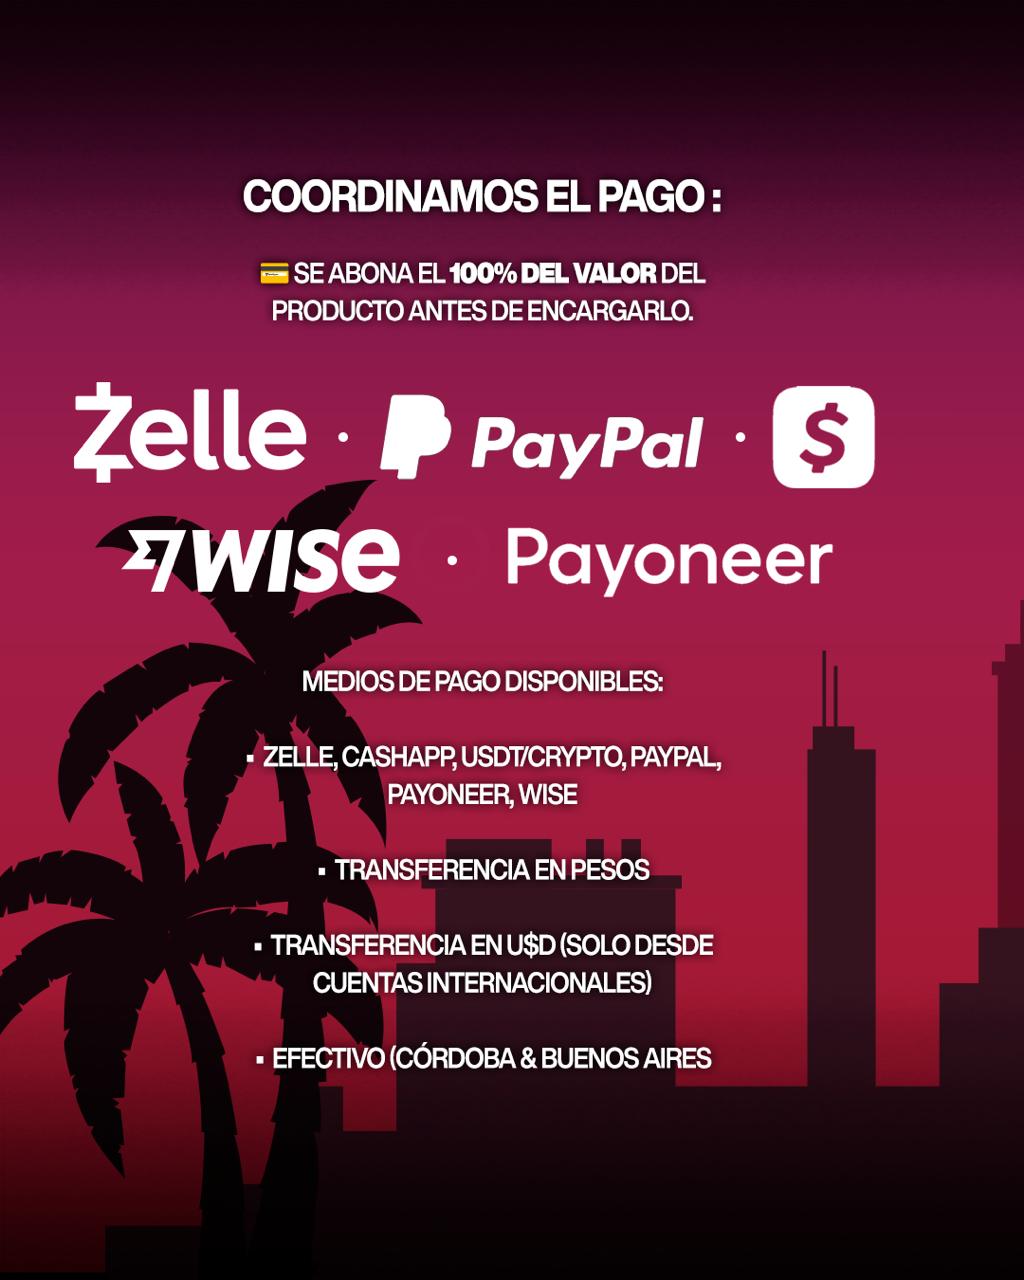 COORDINAMOS EL PAGO :
💳 SE ABONA EL 100% DEL VALOR DEL
PRODUCTO ANTES DE ENCARGARLO.
Zelle · PayPal · $
WISE · Payoneer
MEDIOS DE PAGO DISPONIBLES:
▪ ZELLE, CASHAPP, USDT/CRYPTO, PAYPAL,
PAYONEER, WISE
▪ TRANSFERENCIA EN PESOS
▪ TRANSFERENCIA EN U$D (SOLO DESDE
CUENTAS INTERNACIONALES)
▪ EFECTIVO (CÓRDOBA & BUENOS AIRES